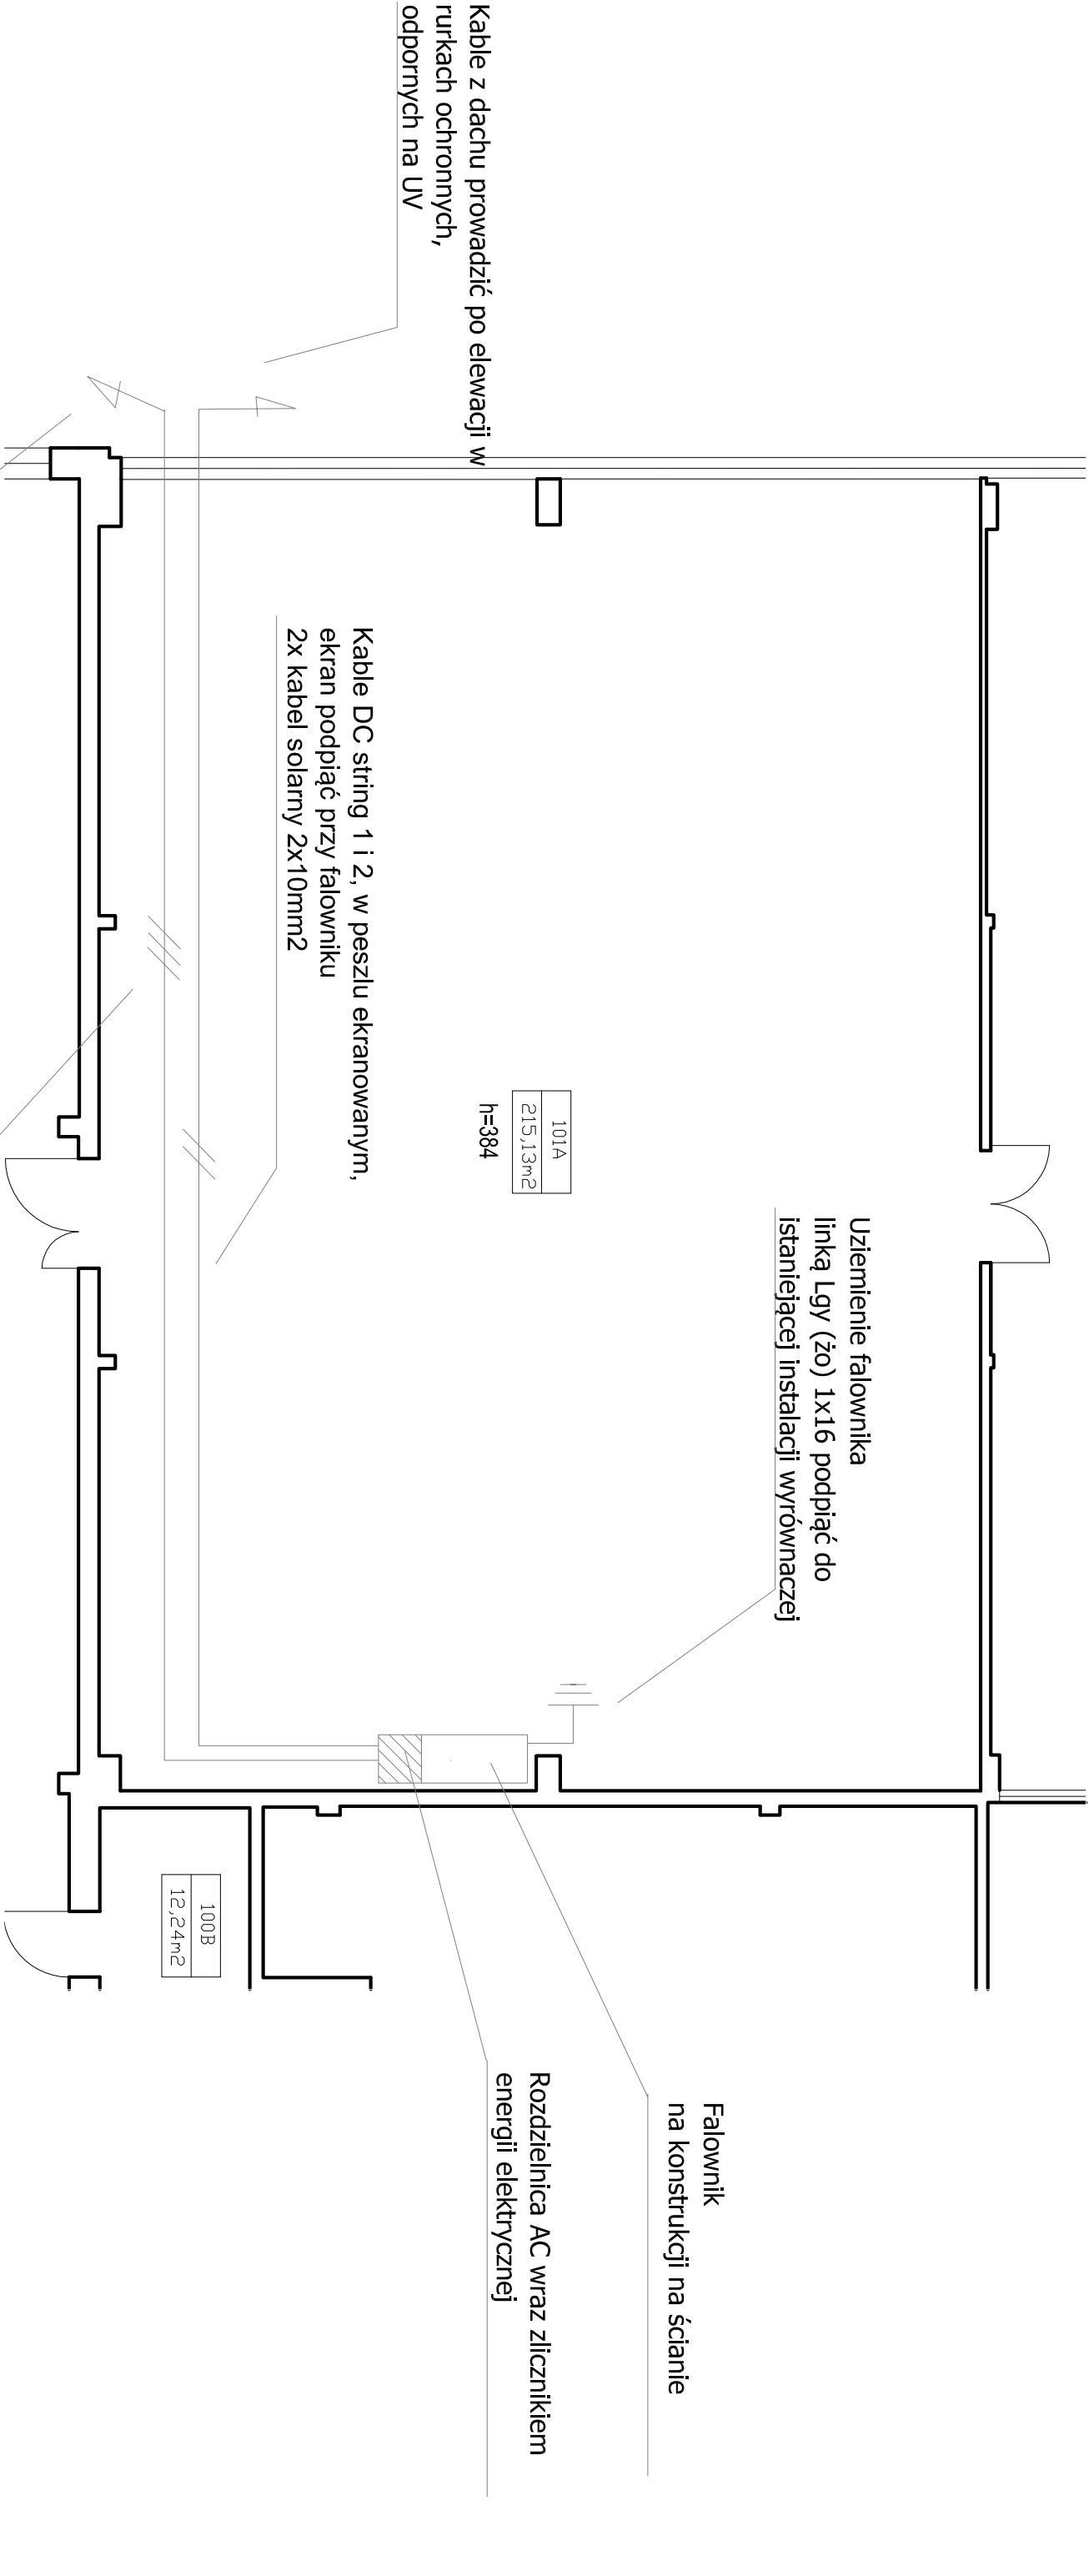 Kable z dachu prowadzić po elewacji w
rurkach ochronnych,
odpornych na UV
Kable DC string 1 i 2, w peszlu ekranowanym,
ekran podpiąć przy falowniku
2x kabel solarny 2x10mm2
101A
215,13m2
h=384
Uziemienie falownika
linką Lgy (żo) 1x16 podpiąć do
istaniejącej instalacji wyrównaczej
100B
12,24m2
Falownik
na konstrukcji na ścianie
Rozdzielnica AC wraz zlicznikiem
energii elektrycznej